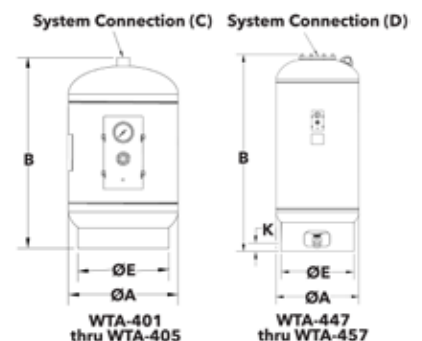 System Connection (C)
System Connection (D)
B
B
K
ØE
ØE
ØA
ØA
WTA-401
thru WTA-405
WTA-447
thru WTA-457